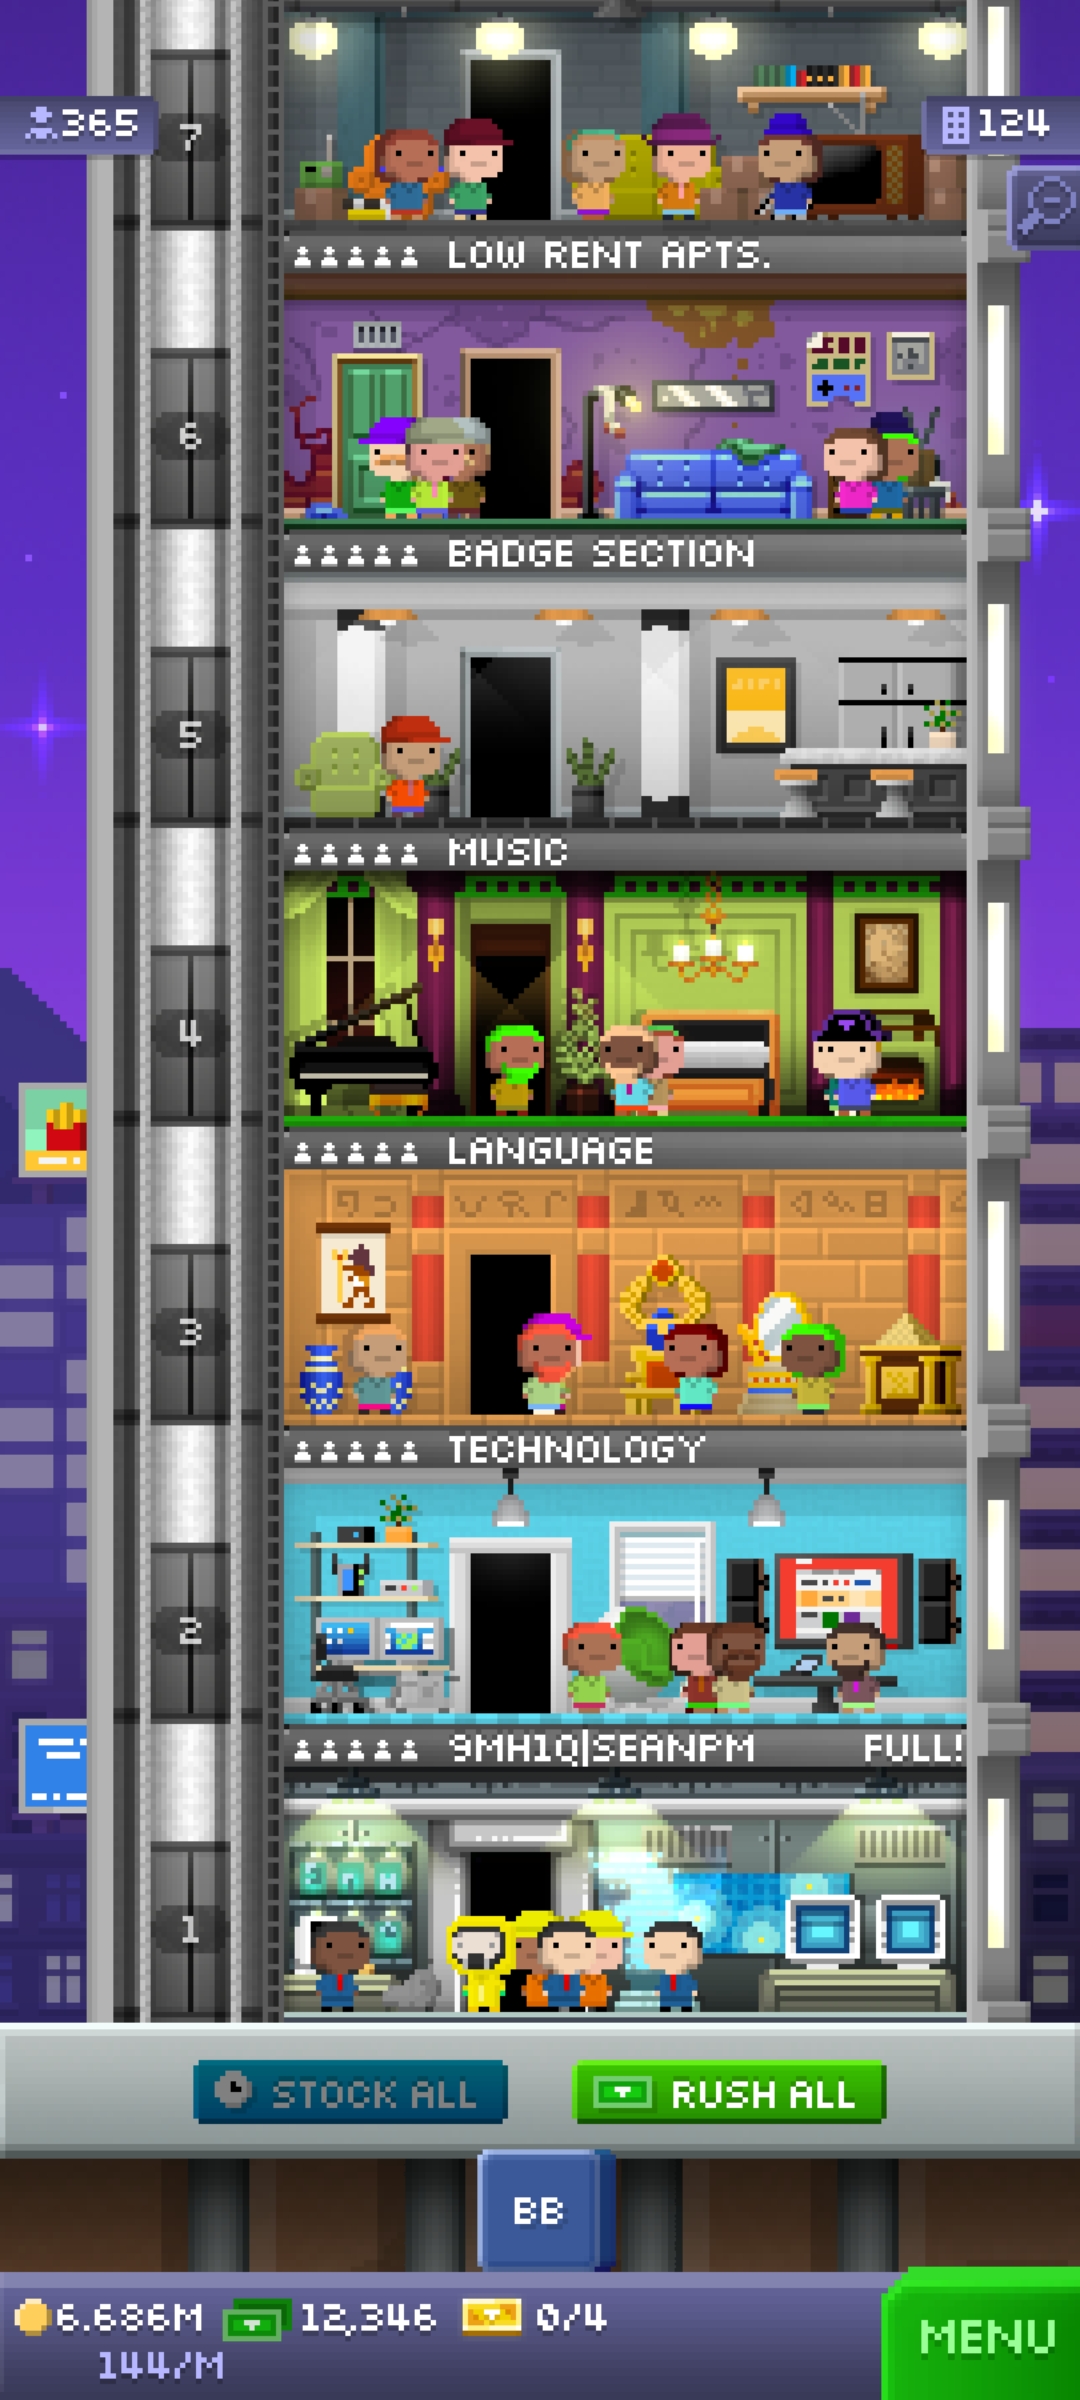 365
7
124
LOW RENT APTS.
6
BADGE SECTION
5
MUSIC
4
LANGUAGE
3
TECHNOLOGY
2
9MH1Q|SEANPM FULL!
1
STOCK ALL
RUSH ALL
BB
6.686M 12,346 0/4
144/M
MENU